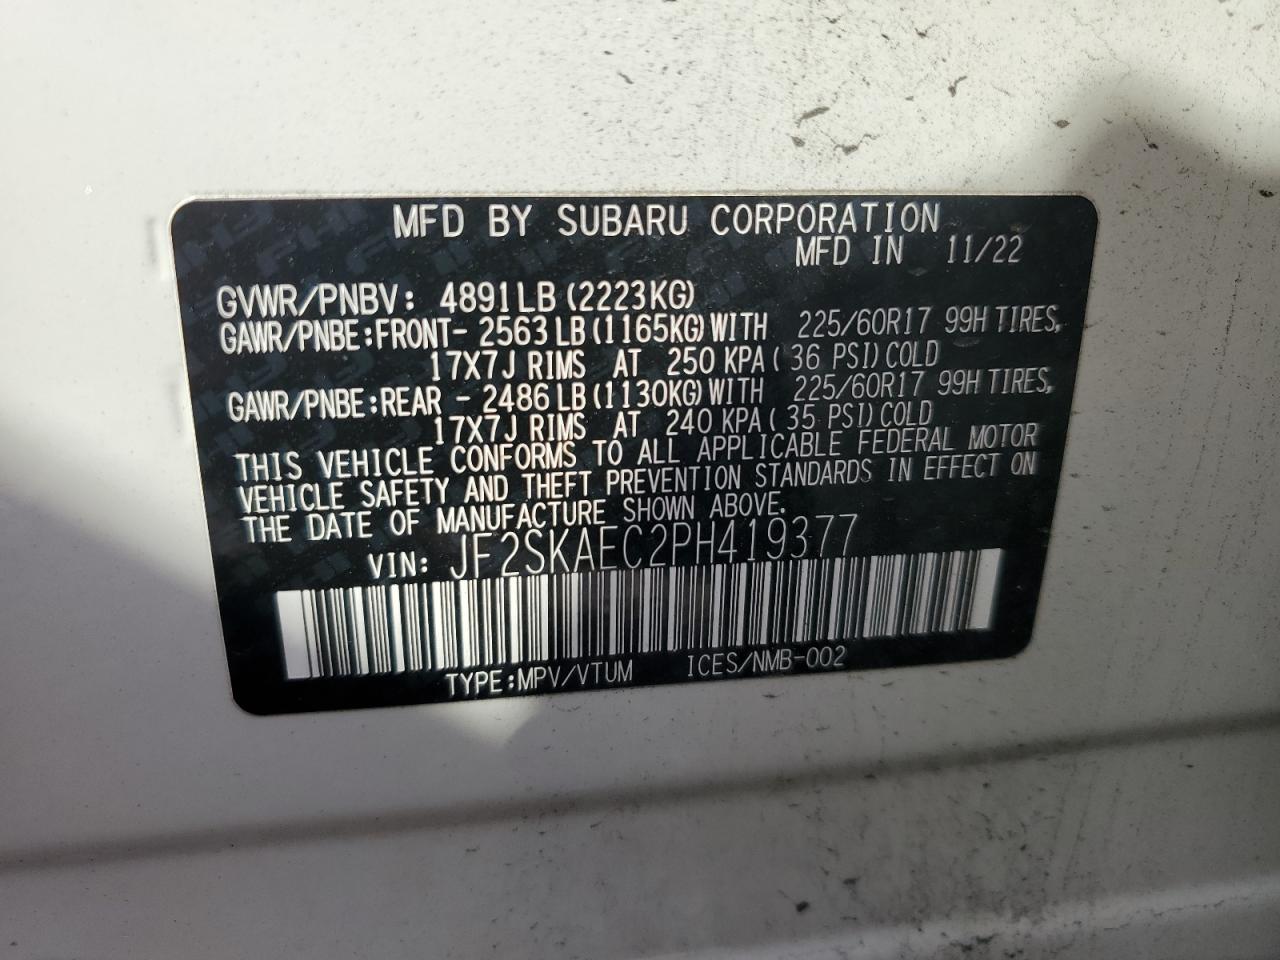 MFD BY SUBARU CORPORATION
MFD IN 11/22
GVWR/PNBV: 4891LB (2223KG)
GAWR/PNBE:FRONT- 2563LB (1165KG) WITH 225/60R17 99H TIRES,
17X7J RIMS AT 250 KPA ( 36 PSI) COLD
GAWR/PNBE:REAR - 2486LB (1130KG) WITH 225/60R17 99H TIRES,
17X7J RIMS AT 240 KPA ( 35 PSI) COLD
THIS VEHICLE CONFORMS TO ALL APPLICABLE FEDERAL MOTOR
VEHICLE SAFETY AND THEFT PREVENTION STANDARDS IN EFFECT ON
THE DATE OF MANUFACTURE SHOWN ABOVE.
VIN: JF2SKAEC2PH419377
TYPE:MPV/VTUM ICES/NMB-002